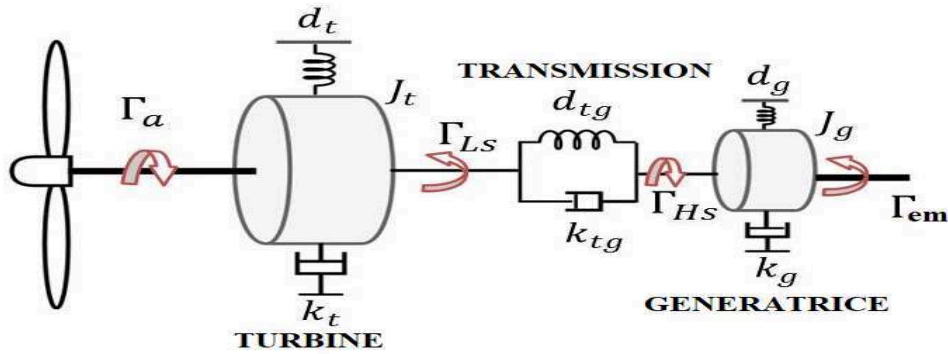 d_t
TRANSMISSION
d_g
J_t
d_tg
J_g
Γ_a
Γ_Ls
Γ_Hs
Γ_em
k_tg
k_t
k_g
TURBINE
GENERATRICE